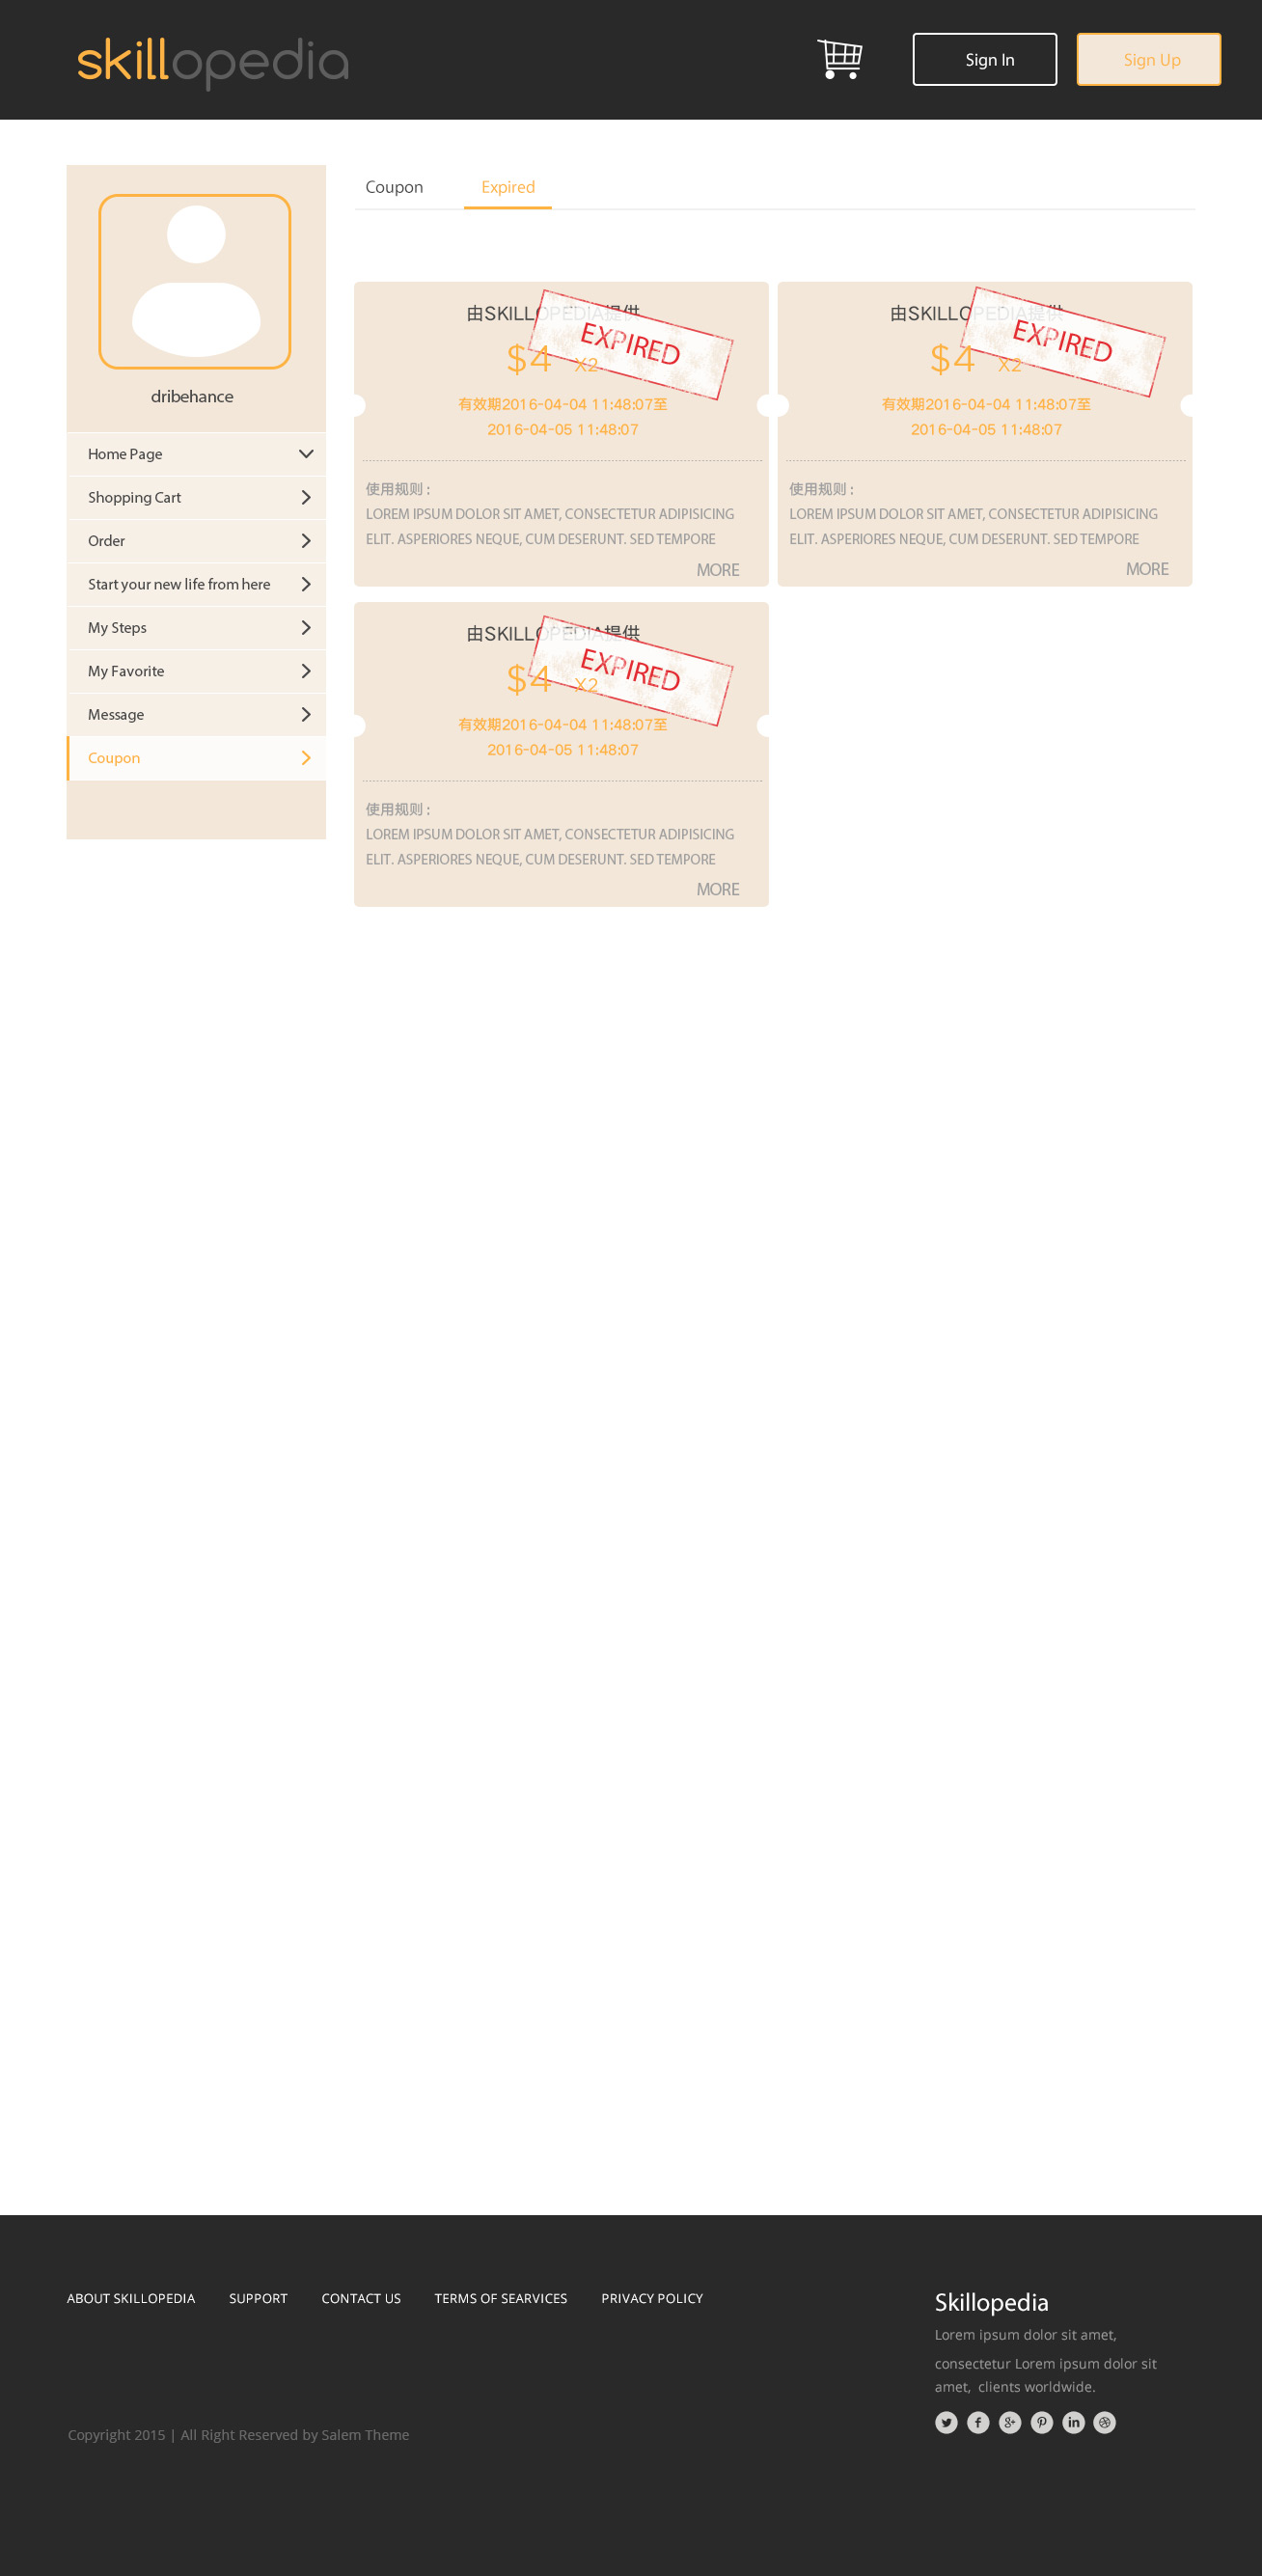 skillopedia
Sign In
Sign Up
dribehance
Home Page
Shopping Cart
Order
Start your new life from here
My Steps
My Favorite
Message
Coupon
Coupon
Expired
由SKILLOPEDIA提供
EXPIRED
$4 X2
有效期2016-04-04 11:48:07至
2016-04-05 11:48:07
使用规则 :
LOREM IPSUM DOLOR SIT AMET, CONSECTETUR ADIPISICING
ELIT. ASPERIORES NEQUE, CUM DESERUNT. SED TEMPORE
MORE
由SKILLOPEDIA提供
EXPIRED
$4 X2
有效期2016-04-04 11:48:07至
2016-04-05 11:48:07
使用规则 :
LOREM IPSUM DOLOR SIT AMET, CONSECTETUR ADIPISICING
ELIT. ASPERIORES NEQUE, CUM DESERUNT. SED TEMPORE
MORE
由SKILLOPEDIA提供
EXPIRED
$4 X2
有效期2016-04-04 11:48:07至
2016-04-05 11:48:07
使用规则 :
LOREM IPSUM DOLOR SIT AMET, CONSECTETUR ADIPISICING
ELIT. ASPERIORES NEQUE, CUM DESERUNT. SED TEMPORE
MORE
ABOUT SKILLOPEDIA
SUPPORT
CONTACT US
TERMS OF SEARVICES
PRIVACY POLICY
Copyright 2015 | All Right Reserved by Salem Theme
Skillopedia
Lorem ipsum dolor sit amet,
consectetur Lorem ipsum dolor sit
amet, clients worldwide.